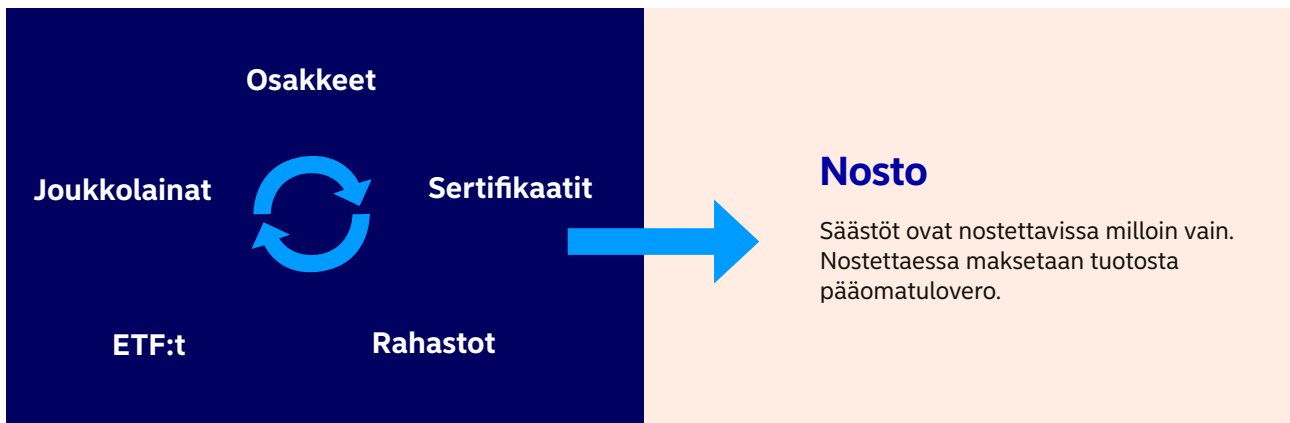 Osakkeet
Joukkolainat
Sertifikaatit
ETF:t
Rahastot
Nosto
Säästöt ovat nostettavissa milloin vain.
Nostettaessa maksetaan tuotosta
pääomatulovero.